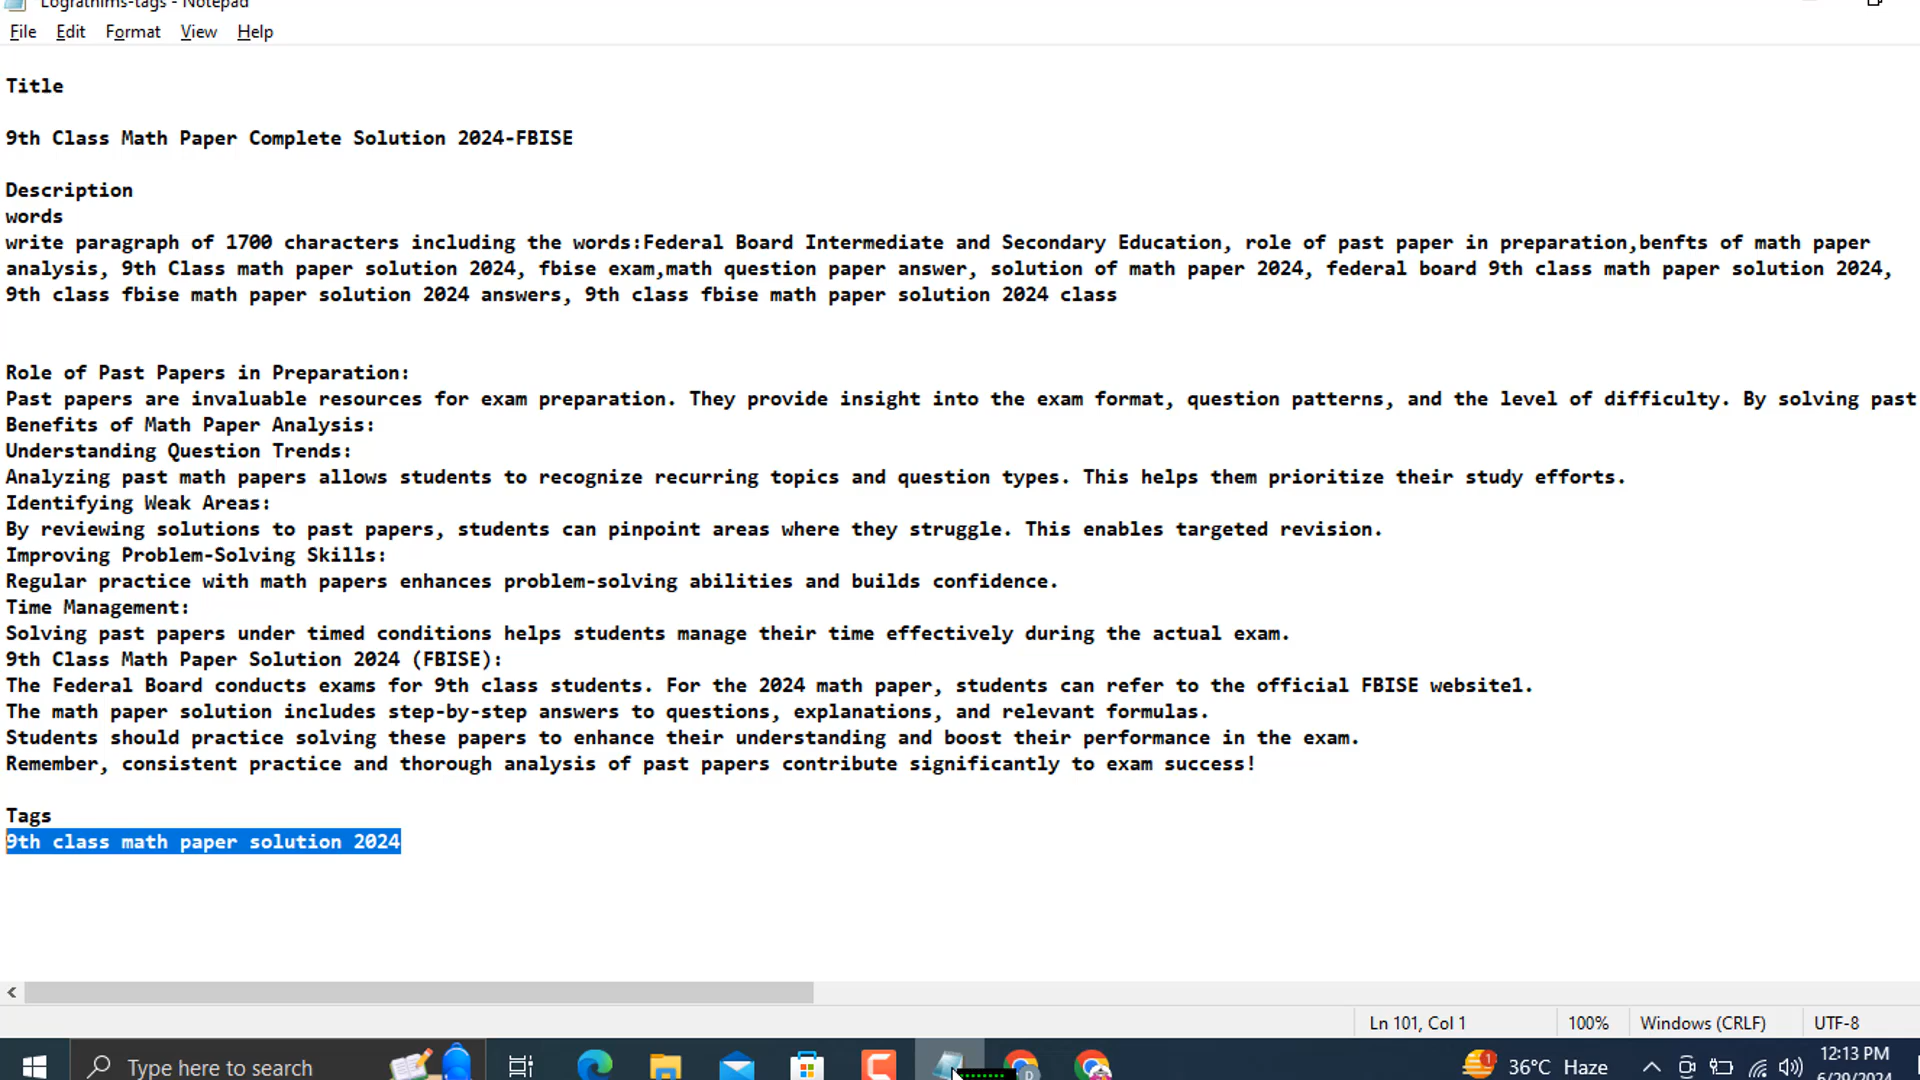 Lograthims-tags - Notepad
File Edit Format View Help
Title
9th Class Math Paper Complete Solution 2024-FBISE
Description
words
write paragraph of 1700 characters including the words:Federal Board Intermediate and Secondary Education, role of past paper in preparation,benfts of math paper
analysis, 9th Class math paper solution 2024, fbise exam,math question paper answer, solution of math paper 2024, federal board 9th class math paper solution 2024,
9th class fbise math paper solution 2024 answers, 9th class fbise math paper solution 2024 class
Role of Past Papers in Preparation:
Past papers are invaluable resources for exam preparation. They provide insight into the exam format, question patterns, and the level of difficulty. By solving past
Benefits of Math Paper Analysis:
Understanding Question Trends:
Analyzing past math papers allows students to recognize recurring topics and question types. This helps them prioritize their study efforts.
Identifying Weak Areas:
By reviewing solutions to past papers, students can pinpoint areas where they struggle. This enables targeted revision.
Improving Problem-Solving Skills:
Regular practice with math papers enhances problem-solving abilities and builds confidence.
Time Management:
Solving past papers under timed conditions helps students manage their time effectively during the actual exam.
9th Class Math Paper Solution 2024 (FBISE):
The Federal Board conducts exams for 9th class students. For the 2024 math paper, students can refer to the official FBISE website1.
The math paper solution includes step-by-step answers to questions, explanations, and relevant formulas.
Students should practice solving these papers to enhance their understanding and boost their performance in the exam.
Remember, consistent practice and thorough analysis of past papers contribute significantly to exam success!
Tags
9th class math paper solution 2024
Ln 101, Col 1 100% Windows (CRLF) UTF-8
Type here to search D 1 36°C Haze 12:13 PM
6/29/2024